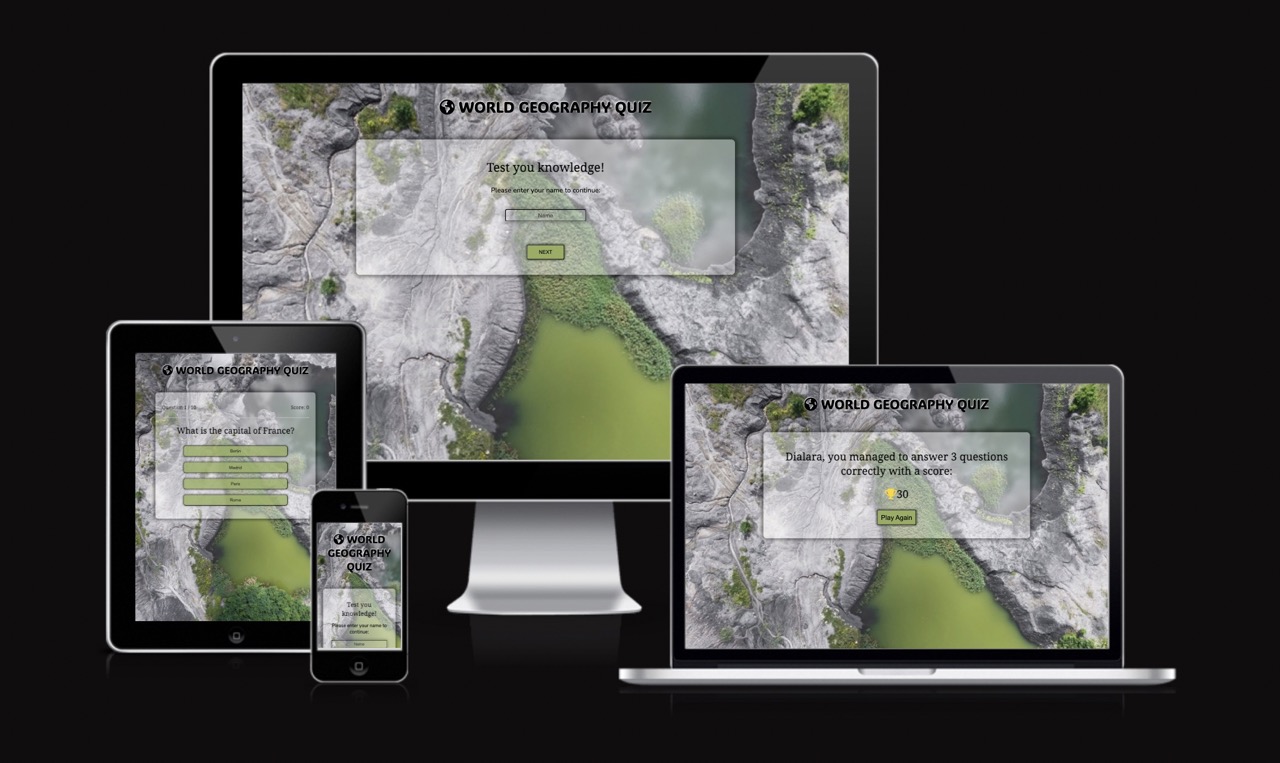 WORLD GEOGRAPHY QUIZ
Test you knowledge!
Please enter your name to continue:
Name
NEXT
WORLD GEOGRAPHY QUIZ
Question 1 / 10
Score: 0
What is the capital of France?
Berlin
Madrid
Paris
Rome
WORLD
GEOGRAPHY
QUIZ
Test you
knowledge!
Please enter your name to
continue:
Name
WORLD GEOGRAPHY QUIZ
Dialara, you managed to answer 3 questions
correctly with a score:
30
Play Again